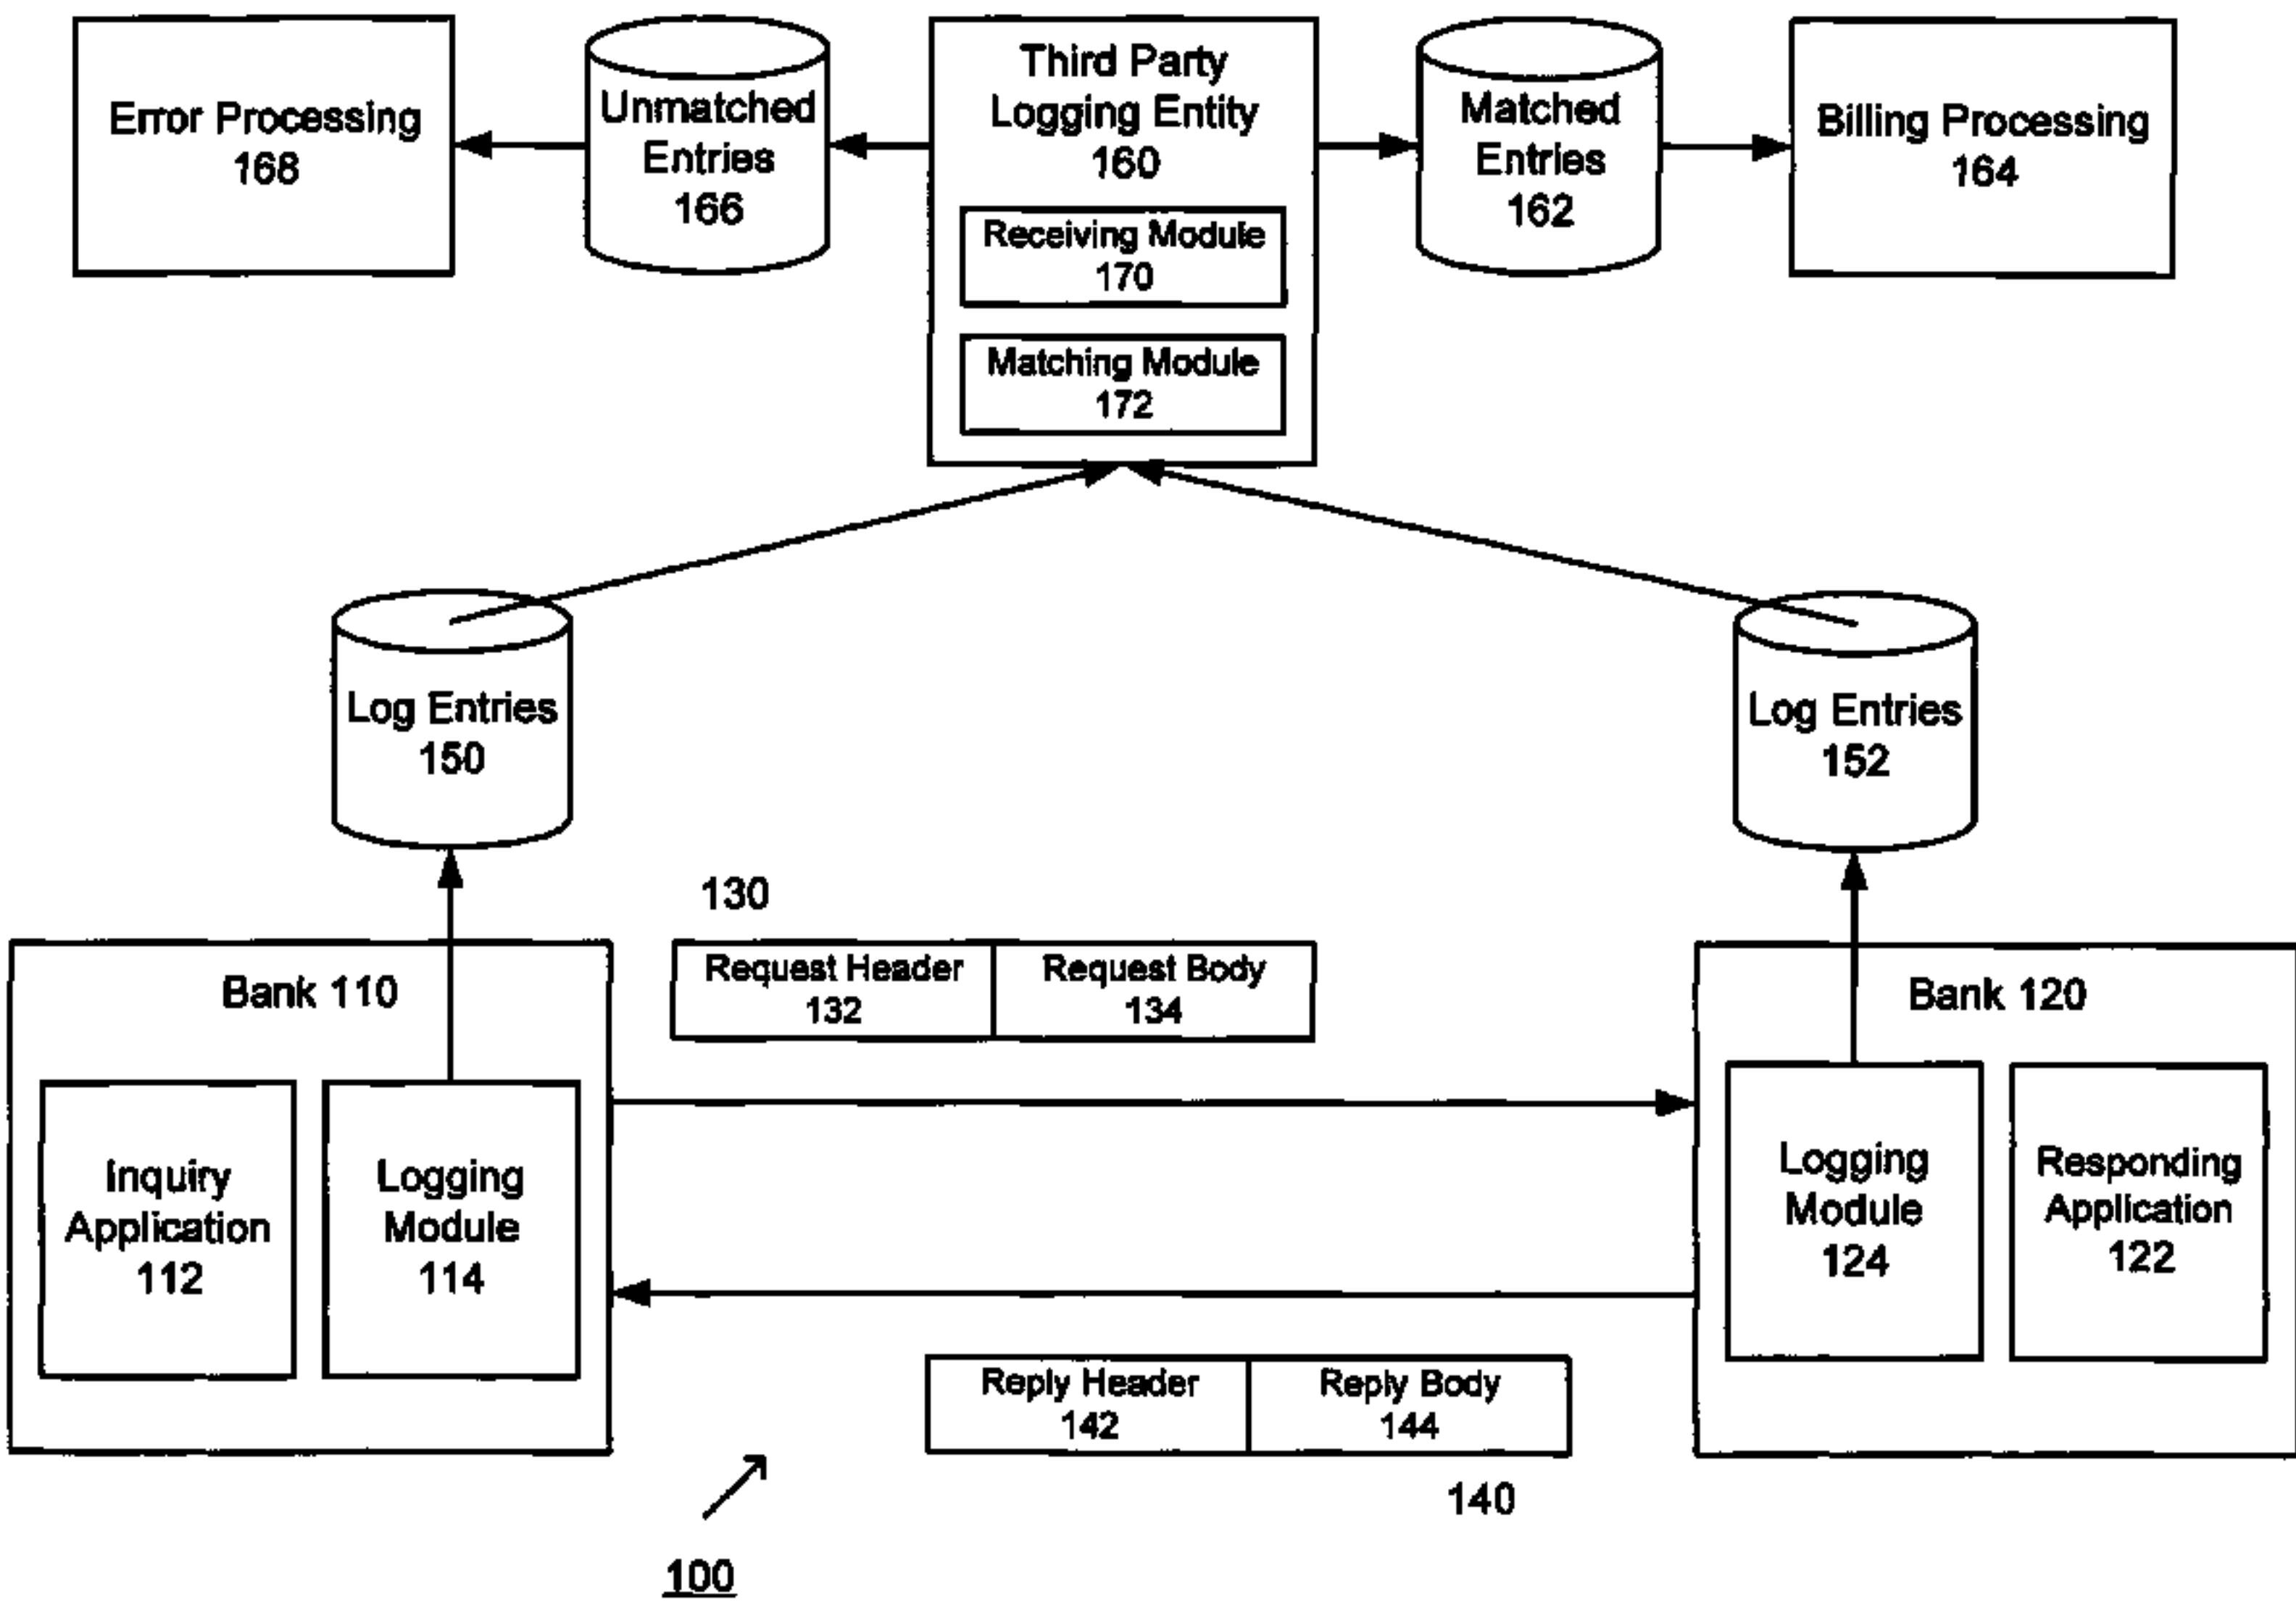 Error Processing
168
Unmatched
Entries
166
Third Party
Logging Entity
160
Receiving Module
170
Matching Module
172
Matched
Entries
162
Billing Processing
164
Log Entries
150
Log Entries
152
130
Request Header
132
Request Body
134
Bank 110
Inquiry
Application
112
Logging
Module
114
Bank 120
Logging
Module
124
Responding
Application
122
Reply Header
142
Reply Body
144
140
100